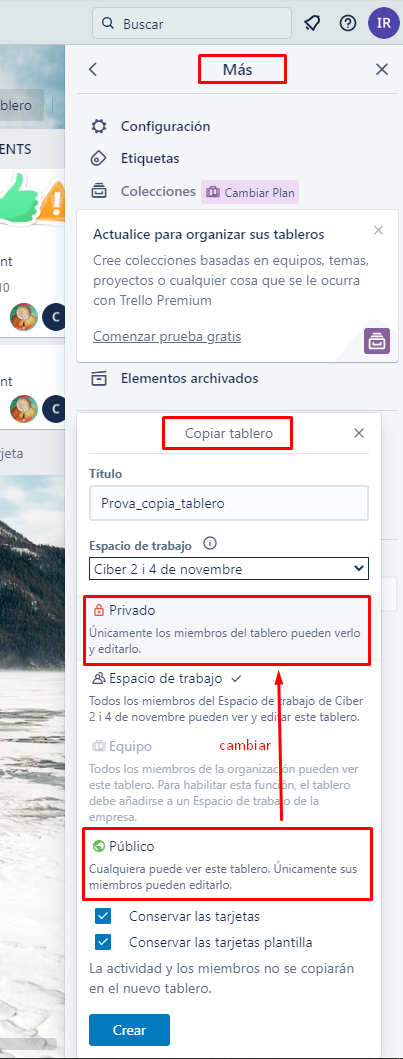 Buscar
IR
Más
blero
Configuración
ENTS
Etiquetas
Colecciones
Cambiar Plan
Actualice para organizar sus tableros
Cree colecciones basadas en equipos, temas,
proyectos o cualquier cosa que se le ocurra
con Trello Premium
nt
10
C
Comenzar prueba gratis
Elementos archivados
nt
C
Copiar tablero
rjeta
Título
Prova_copia_tablero
Espacio de trabajo
Ciber 2 i 4 de novembre
Privado
Únicamente los miembros del tablero pueden verlo
y editarlo.
Espacio de trabajo
Todos los miembros del Espacio de trabajo de Ciber
2 i 4 de novembre pueden ver y editar este tablero.
Equipo
cambiar
Todos los miembros de la organización pueden ver
este tablero. Para habilitar esta función, el tablero
debe añadirse a un Espacio de trabajo de la
empresa.
Público
Cualquiera puede ver este tablero. Únicamente sus
miembros pueden editarlo.
Conservar las tarjetas
Conservar las tarjetas plantilla
La actividad y los miembros no se copiarán
en el nuevo tablero.
Crear